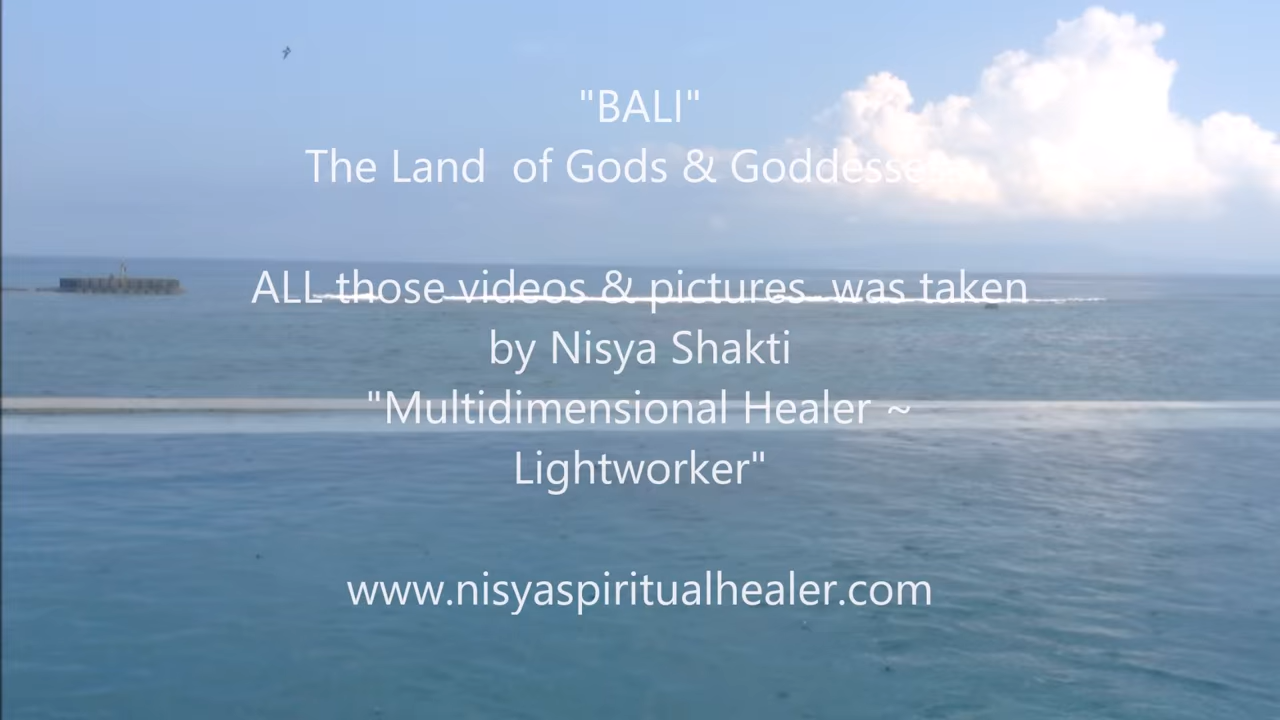 "BALI"
The Land  of Gods & Goddesses
ALL those videos & pictures  was taken
by Nisya Shakti
"Multidimensional Healer ~
Lightworker"
www.nisyaspiritualhealer.com